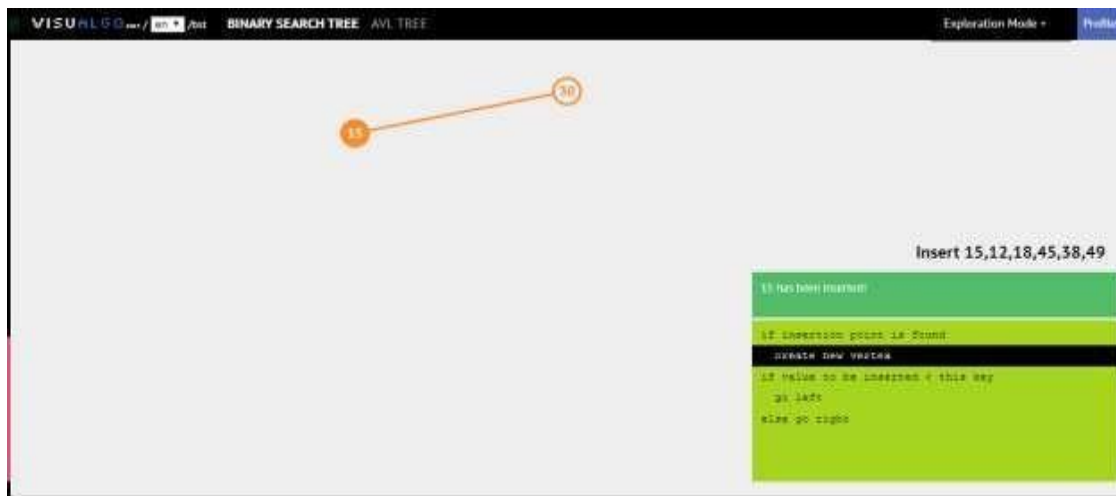 VISUALGO.net / en /bst BINARY SEARCH TREE AVL TREE Exploration Mode
30
15
Insert 15,12,18,45,38,49
15 has been inserted!
if insertion point is found
create new vertex
if value to be inserted < this key
go left
else go right